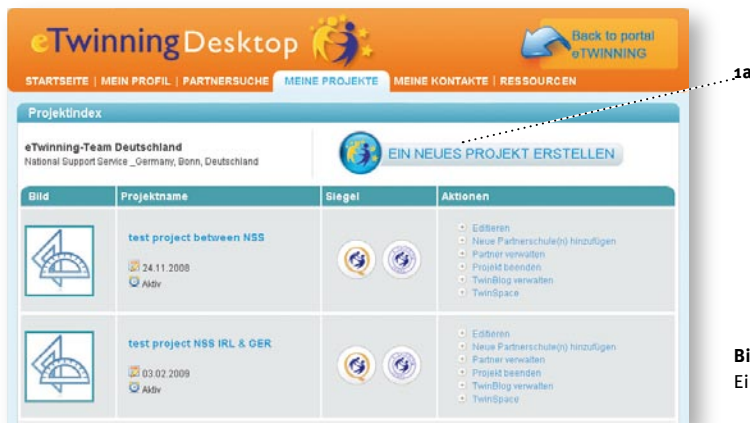 eTwinning Desktop
Back to portal
eTWINNING
STARTSEITE | MEIN PROFIL | PARTNERSUCHE MEINE PROJEKTE MEINE KONTAKTE | RESSOURCEN
1a
Projektindex
eTwinning-Team Deutschland
National Support Service _Germany, Bonn, Deutschland
EIN NEUES PROJEKT ERSTELLEN
Bild Projektname Siegel Aktionen
test project between NSS
24.11.2008
Aktiv
Editieren
Neue Partnerschule(n) hinzufügen
Partner verwalten
Projekt beenden
TwinBlog verwalten
TwinSpace
test project NSS IRL & GER
03.02.2009
Aktiv
Editieren
Neue Partnerschule(n) hinzufügen
Partner verwalten
Projekt beenden
TwinBlog verwalten
TwinSpace
Bi
Ei